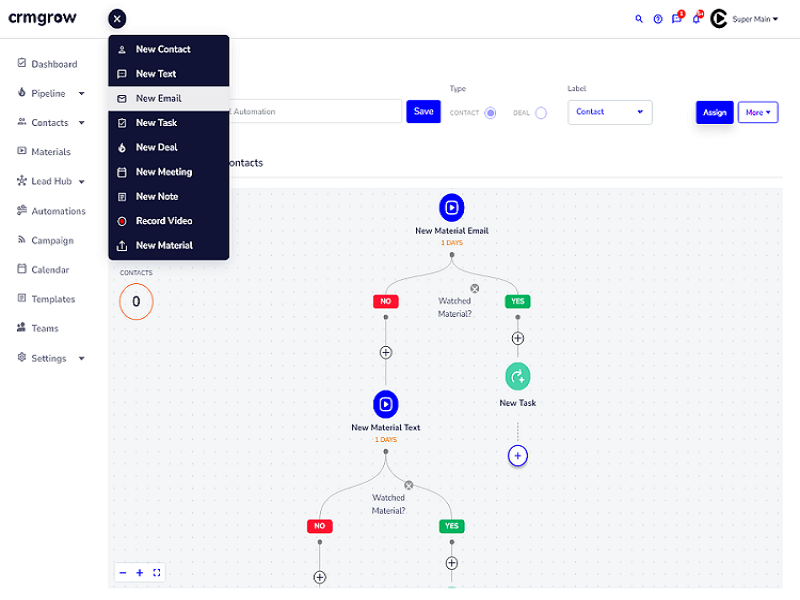 crmgrow
1
9+
Super Main
New Contact
New Text
New Email
New Task
New Deal
New Meeting
New Note
Record Video
New Material
Dashboard
Pipeline
Contacts
Materials
Lead Hub
Automations
Campaign
Calendar
Templates
Teams
Settings
Automation
Save
Type
CONTACT
DEAL
Label
Contact
Assign
More
ontacts
CONTACTS
0
New Material Email
1 DAYS
NO
Watched
Material?
YES
New Material Text
1 DAYS
New Task
Watched
Material?
NO
YES